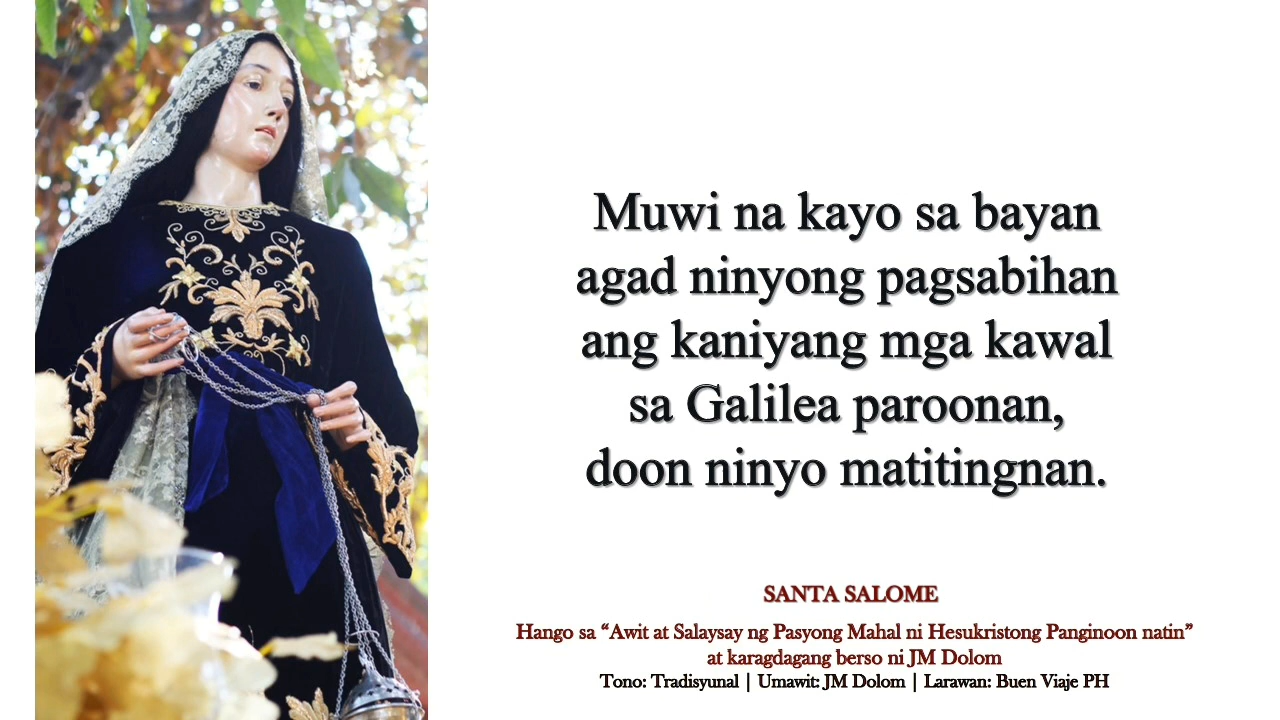 Muwi na kayo sa bayan
agad ninyong pagsabihan
ang kaniyang mga kawal
sa Galilea paroonan,
doon ninyo matitingnan.
SANTA SALOME
Hango sa “Awit at Salaysay ng Pasyong Mahal ni Hesukristong Panginoon natin”
at karagdagang berso ni JM Dolom
Tono: Tradisyunal | Umawit: JM Dolom | Larawan: Buen Viaje PH